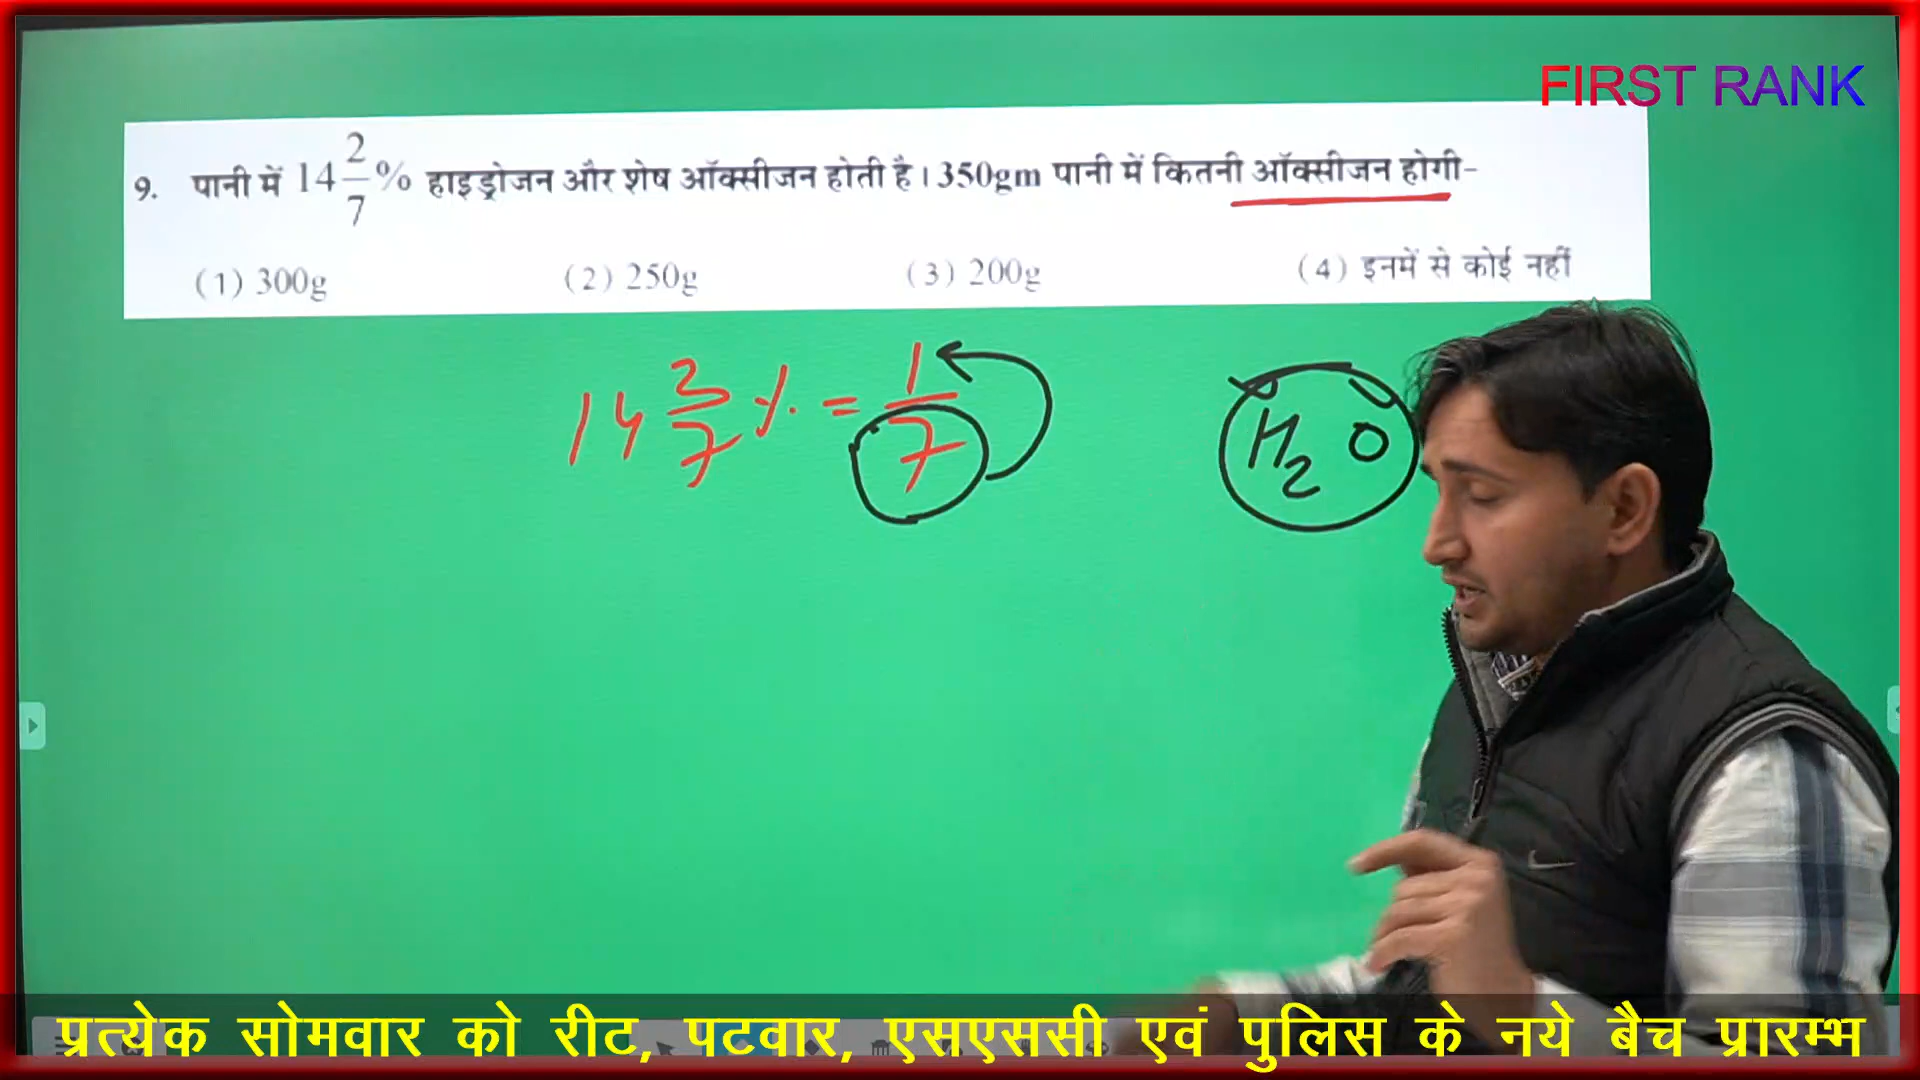 FIRST RANK
9. पानी में 14 2/7 % हाइड्रोजन और शेष ऑक्सीजन होती है। 350gm पानी में कितनी ऑक्सीजन होगी-
(1) 300g (2) 250g (3) 200g (4) इनमें से कोई नहीं
14 2/7 % = 1/7 H2O
प्रत्येक सोमवार को रीट, पटवार, एसएससी एवं पुलिस के नये बैच प्रारम्भ